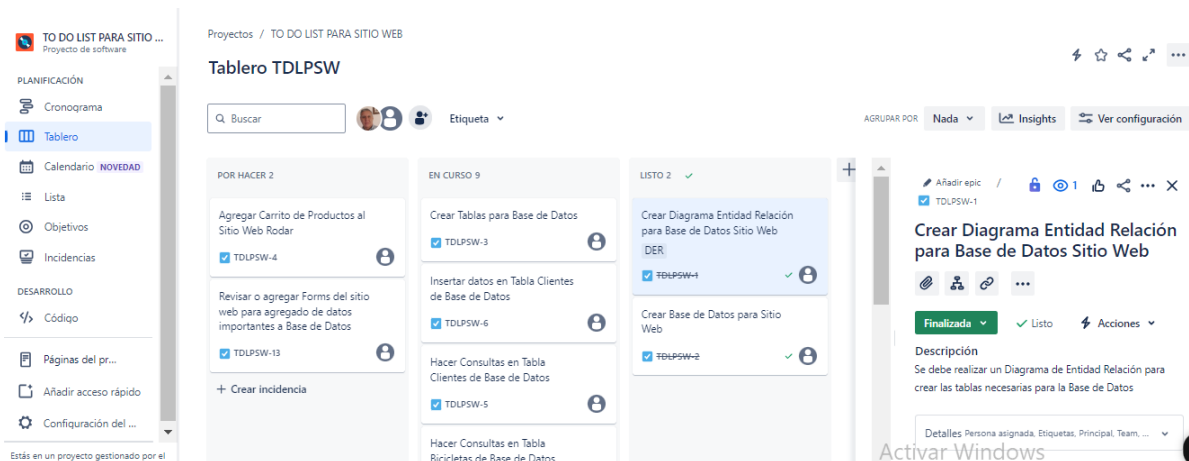 TO DO LIST PARA SITIO ...
Proyecto de software
PLANIFICACIÓN
Cronograma
Tablero
Calendario NOVEDAD
Lista
Objetivos
Incidencias
DESARROLLO
Código
Páginas del pr...
Añadir acceso rápido
Configuración del ...
Estás en un proyecto gestionado por el
Proyectos / TO DO LIST PARA SITIO WEB
Tablero TDLPSW
Buscar
Etiqueta
AGRUPAR POR Nada Insights Ver configuración
POR HACER 2
Agregar Carrito de Productos al
Sitio Web Rodar
TDLPSW-4
Revisar o agregar Forms del sitio
web para agregado de datos
importantes a Base de Datos
TDLPSW-13
+ Crear incidencia
EN CURSO 9
Crear Tablas para Base de Datos
TDLPSW-3
Insertar datos en Tabla Clientes
de Base de Datos
TDLPSW-6
Hacer Consultas en Tabla
Clientes de Base de Datos
TDLPSW-5
Hacer Consultas en Tabla
Bicicletas de Base de Datos
LISTO 2
Crear Diagrama Entidad Relación
para Base de Datos Sitio Web
DER
TDLPSW-1
Crear Base de Datos para Sitio
Web
TDLPSW-2
Añadir epic / 1
TDLPSW-1
Crear Diagrama Entidad Relación
para Base de Datos Sitio Web
Finalizada Listo Acciones
Descripción
Se debe realizar un Diagrama de Entidad Relación para
crear las tablas necesarias para la Base de Datos
Detalles Persona asignada, Etiquetas, Principal, Team, ...
Activar Windows